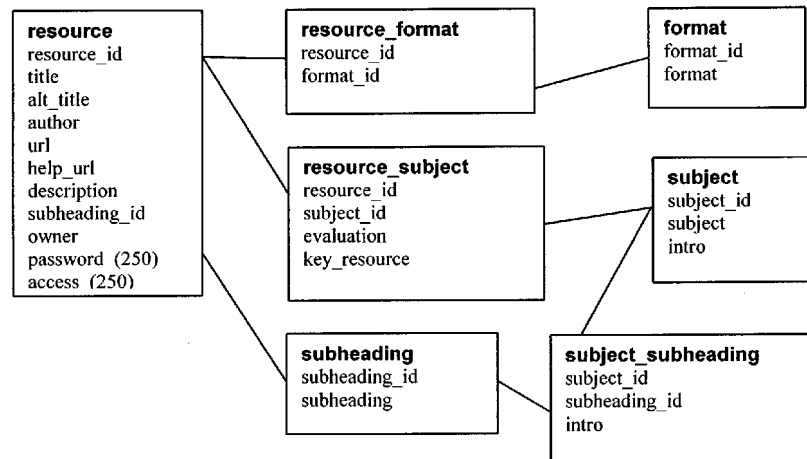 resource
resource_id
title
alt_title
author
url
help_url
description
subheading_id
owner
password (250)
access (250)
resource_format
resource_id
format_id
format
format_id
format
resource_subject
resource_id
subject_id
evaluation
key_resource
subject
subject_id
subject
intro
subheading
subheading_id
subheading
subject_subheading
subject_id
subheading_id
intro